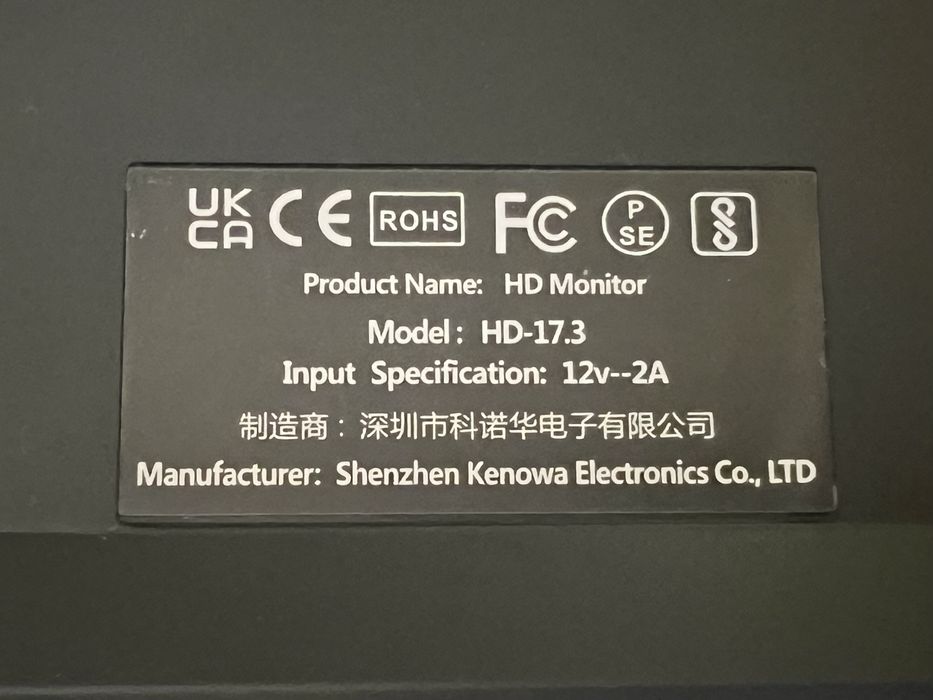 UK CA CE ROHS FC PSE
Product Name: HD Monitor
Model: HD-17.3
Input Specification: 12v--2A
制造商：深圳市科诺华电子有限公司
Manufacturer: Shenzhen Kenowa Electronics Co., LTD